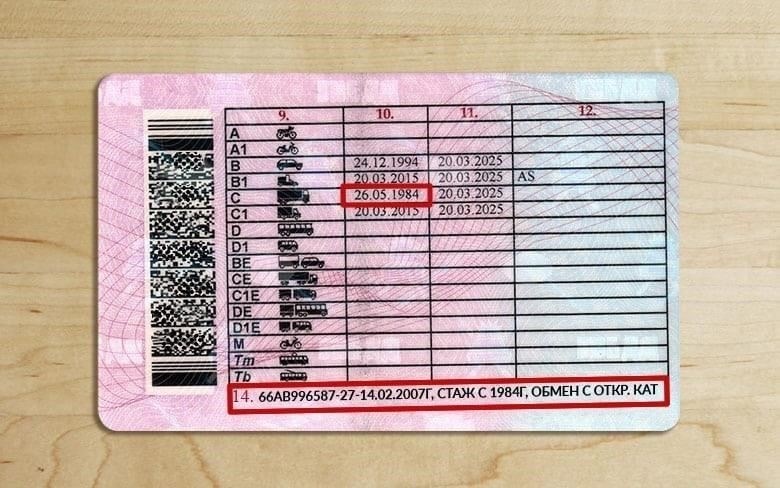 9. 10. 11. 12.
A
A1
B 24.12.1994 20.03.2025
B1 20.03.2015 20.03.2025 AS
C 26.05.1984 20.03.2025
C1 20.03.2015 20.03.2025
D
D1
BE
CE
C1E
DE
D1E
M
Tm
Tb
14. 66АВ996587-27-14.02.2007Г, СТАЖ С 1984Г, ОБМЕН С ОТКР. КАТ